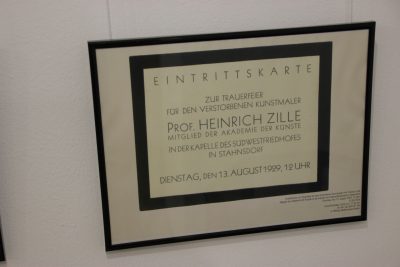 EINTRITTSKARTE
ZUR TRAUERFEIER
FÜR DEN VERSTORBENEN KUNSTMALER
PROF. HEINRICH ZILLE
MITGLIED DER AKADEMIE DER KÜNSTE
IN DER KAPELLE DES SÜDWESTFRIEDHOFES
IN STAHNSDORF
DIENSTAG, DEN 13. AUGUST 1929, 12 UHR